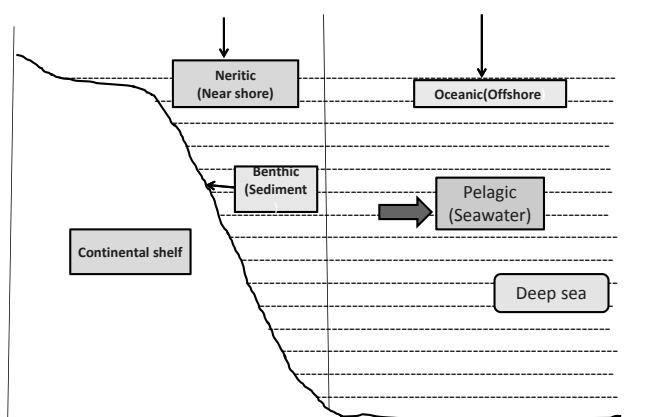 Neritic
(Near shore)
Oceanic(Offshore
Benthic
(Sediment
)
Pelagic
(Seawater)
Continental shelf
Deep sea